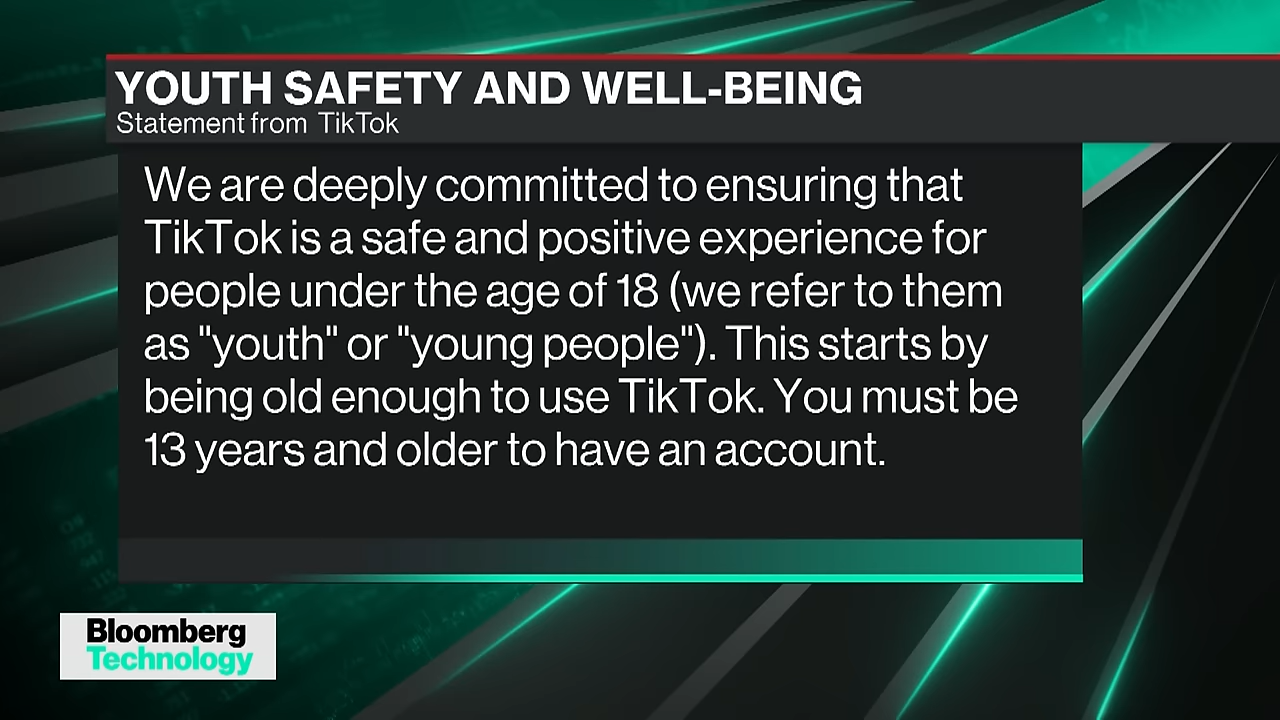 YOUTH SAFETY AND WELL-BEING
Statement from TikTok
We are deeply committed to ensuring that
TikTok is a safe and positive experience for
people under the age of 18 (we refer to them
as "youth" or "young people"). This starts by
being old enough to use TikTok. You must be
13 years and older to have an account.
Bloomberg
Technology